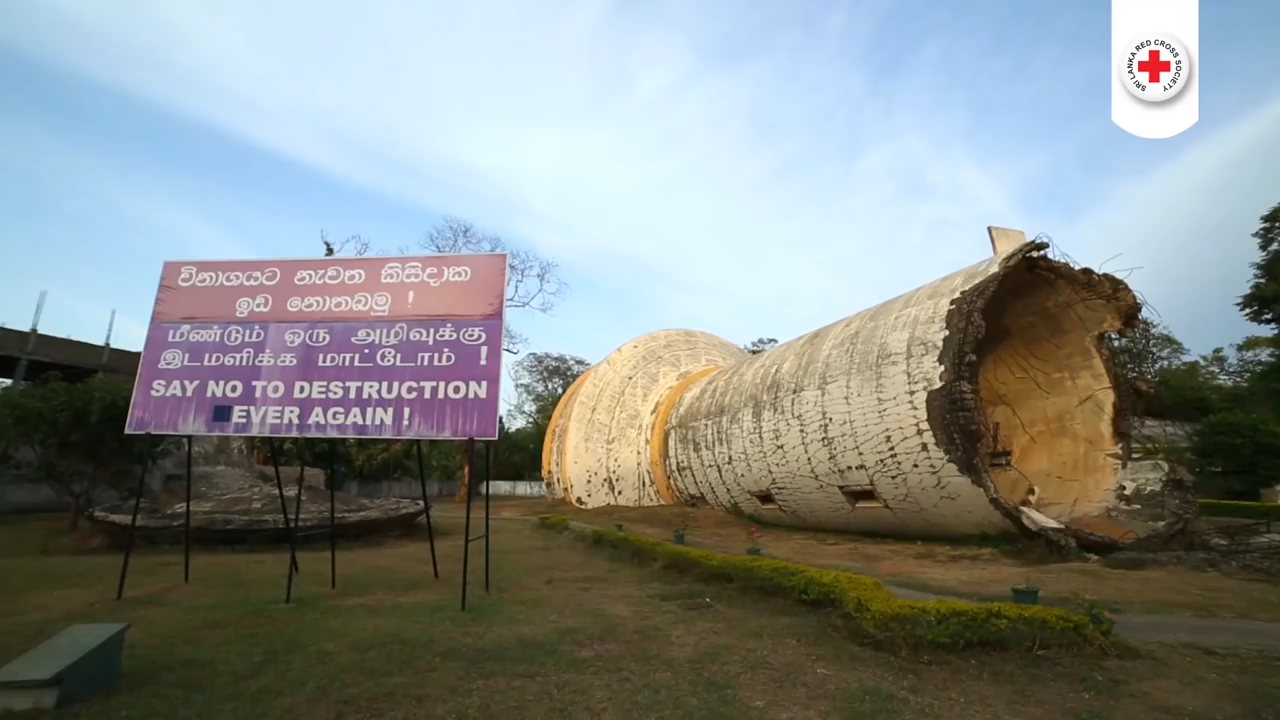 SRI LANKA RED CROSS SOCIETY
විනාශයට නැවත කිසිදාක
ඉඩ නොතබමු !
மீண்டும் ஒரு அழிவுக்கு
இடமளிக்க மாட்டோம் !
SAY NO TO DESTRUCTION
EVER AGAIN !